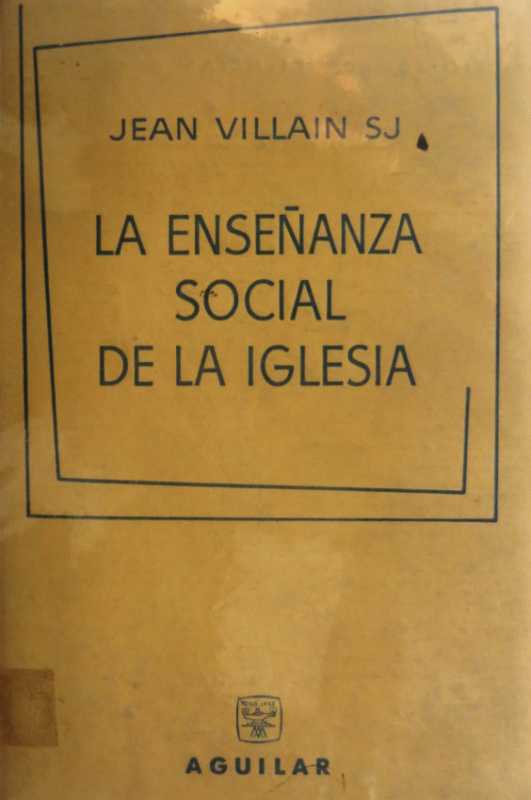 JEAN VILLAIN SJ
LA ENSEÑANZA
SOCIAL
DE LA IGLESIA
AGUILAR